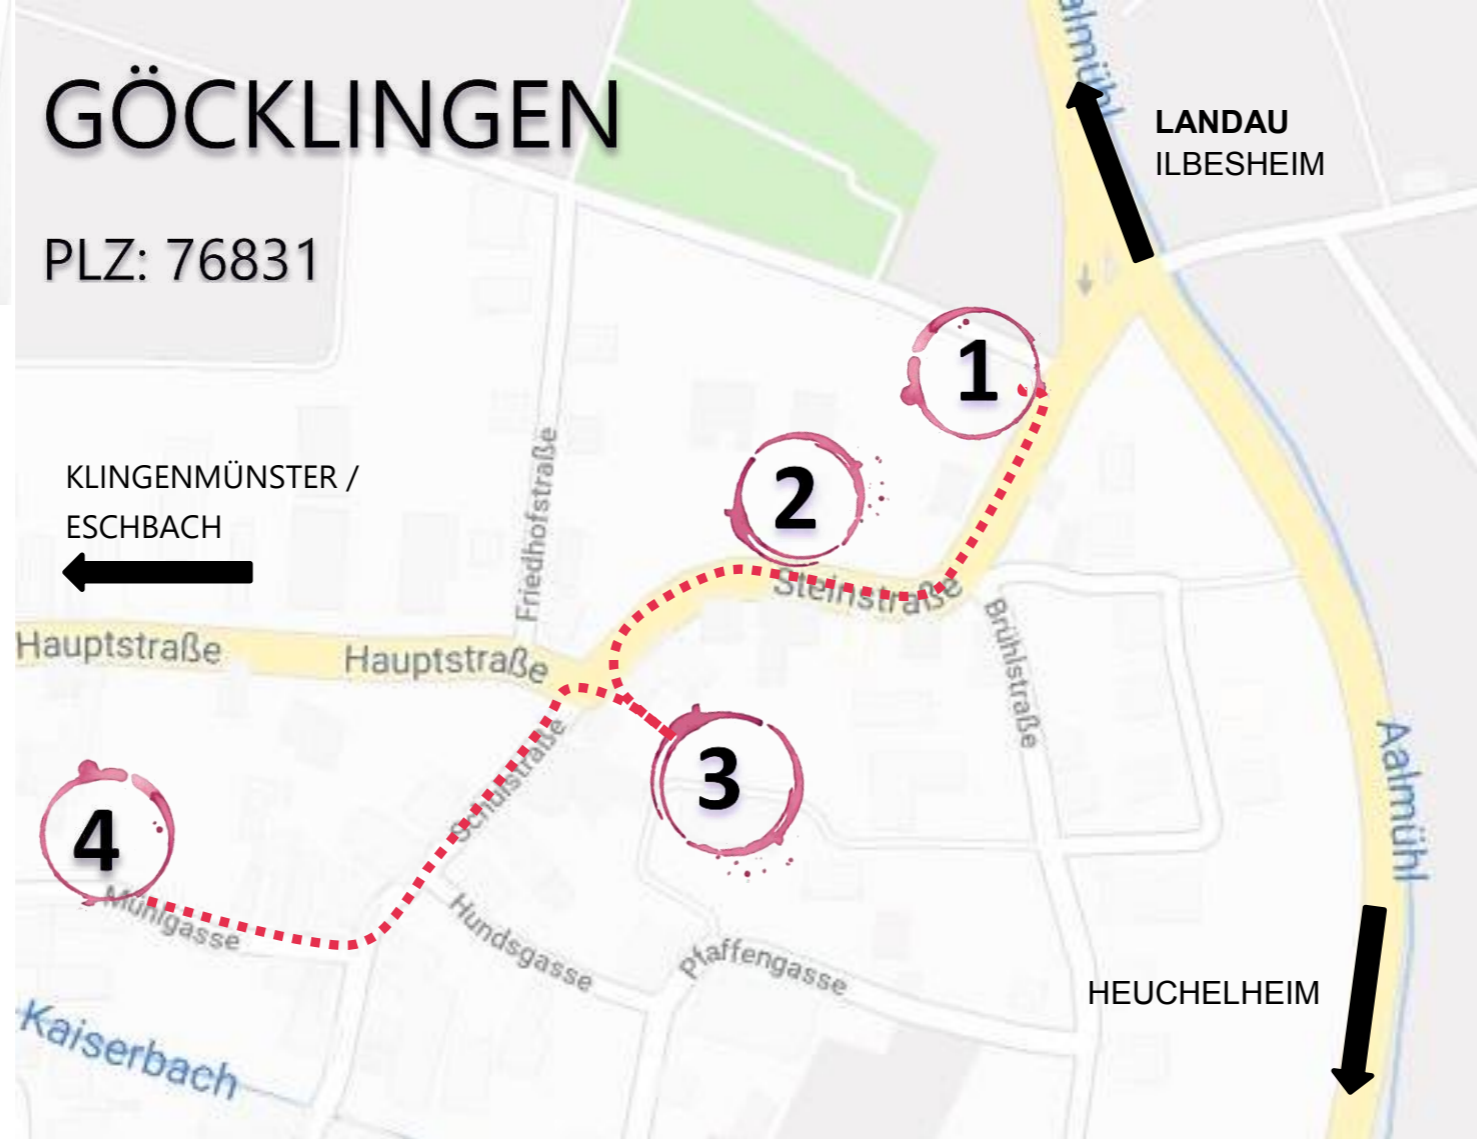 GÖCKLINGEN
PLZ: 76831
almühl
LANDAU
ILBESHEIM
1
2
KLINGENMÜNSTER /
ESCHBACH
Friedhofstraße
Steinstraße
Brühlstraße
Hauptstraße
Hauptstraße
Schulstraße
3
4
Aalmühl
Mühlgasse
Hundsgasse
Pfaffengasse
HEUCHELHEIM
Kaiserbach